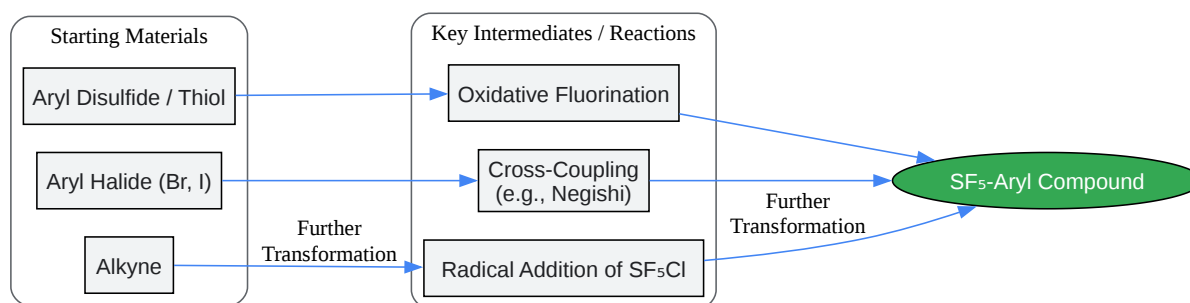 Starting Materials
Aryl Disulfide / Thiol
Aryl Halide (Br, I)
Alkyne
Further
Transformation
Key Intermediates / Reactions
Oxidative Fluorination
Cross-Coupling
(e.g., Negishi)
Radical Addition of SF₅Cl
Further
Transformation
SF₅-Aryl Compound